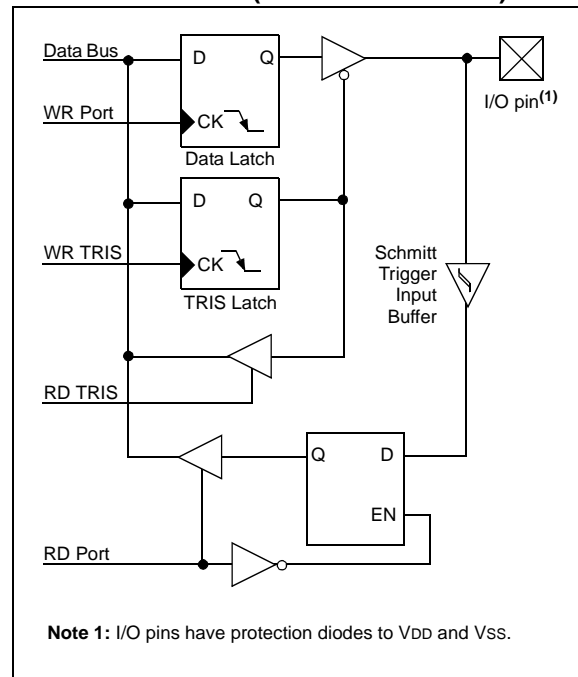 Data Bus
D
Q
I/O pin(1)
WR Port
CK
Data Latch
D
Q
WR TRIS
CK
TRIS Latch
Schmitt
Trigger
Input
Buffer
RD TRIS
Q
D
EN
RD Port
Note 1: I/O pins have protection diodes to VDD and VSS.